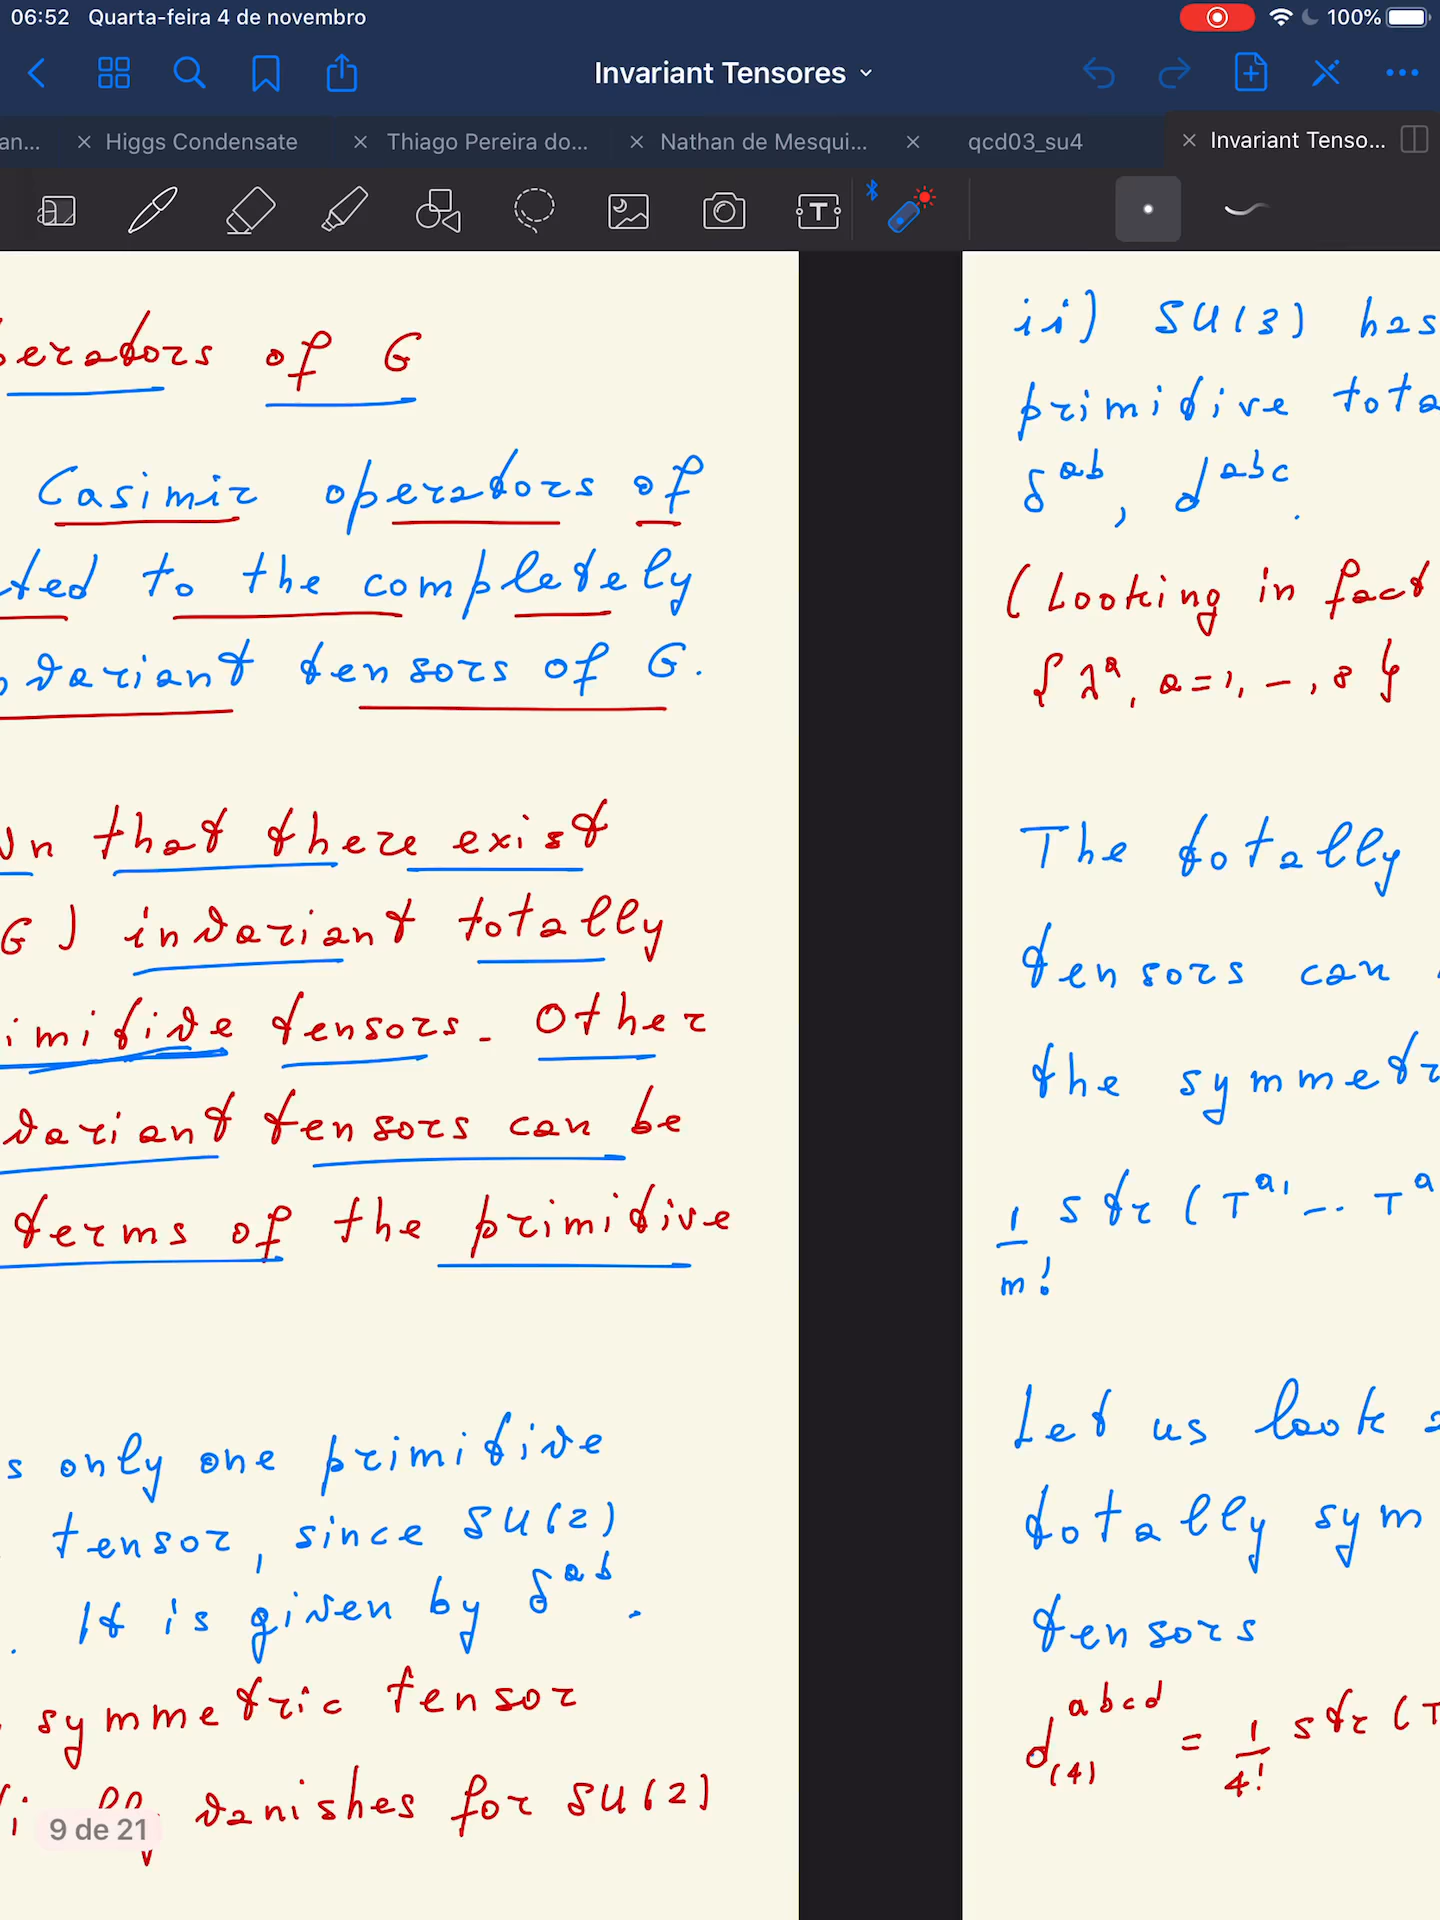 06:52 Quarta-feira 4 de novembro
100%
Invariant Tensores
an...
Higgs Condensate
Thiago Pereira do...
Nathan de Mesqui...
qcd03_su4
Invariant Tenso...
erators of G
Casimir operators of
ted to the completely
variant tensors of G.
wn that there exist
G) invariant totally
imitive tensors. Other
variant tensors can be
terms of the primitive
s only one primitive
tensor, since SU(2)
. It is given by δ^ab.
symmetric tensor
vanishes for SU(2)
9 de 21
ii) SU(3) has
primitive tota
δ^ab, d^abc.
(Looking in fact
{λ^a, a=1, -, 8}
The totally
tensors can
the symmetr
1/m! str (T^a1 ... T^a
Let us look a
totally sym
tensors
d_(4)^abcd = 1/4! str (T